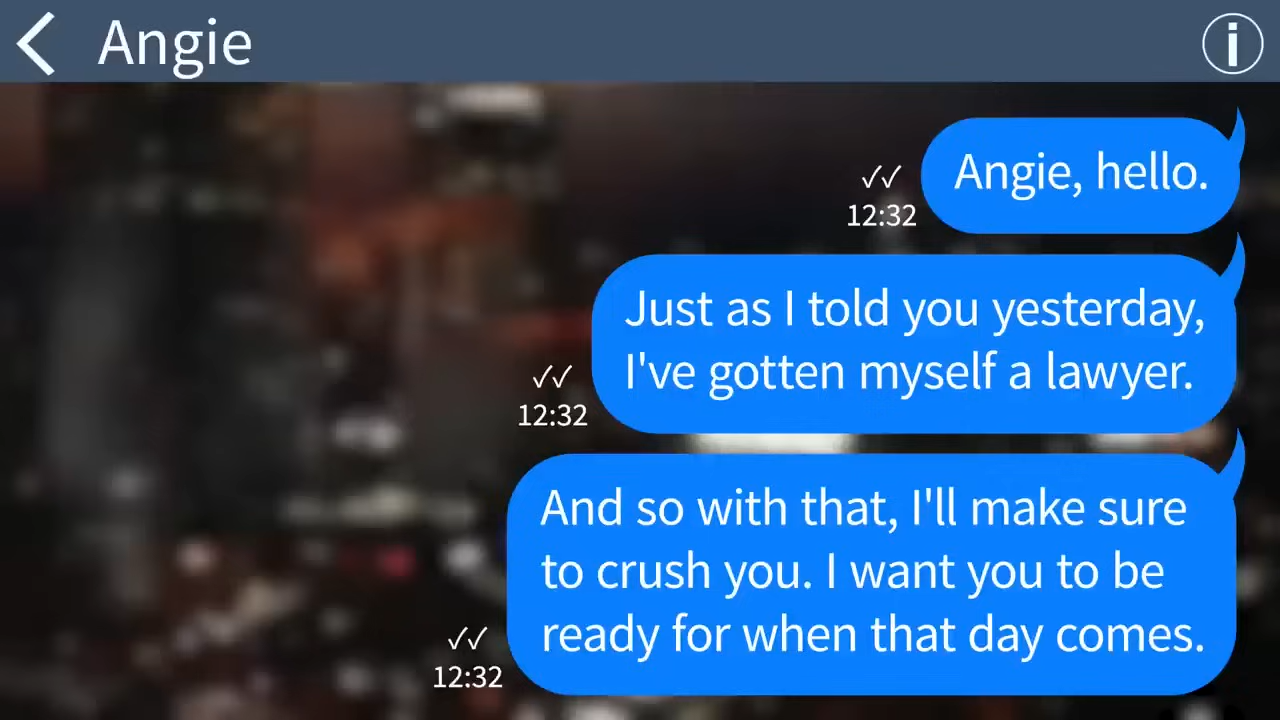 Angie
Angie, hello.
12:32
Just as I told you yesterday,
I've gotten myself a lawyer.
12:32
And so with that, I'll make sure
to crush you. I want you to be
ready for when that day comes.
12:32